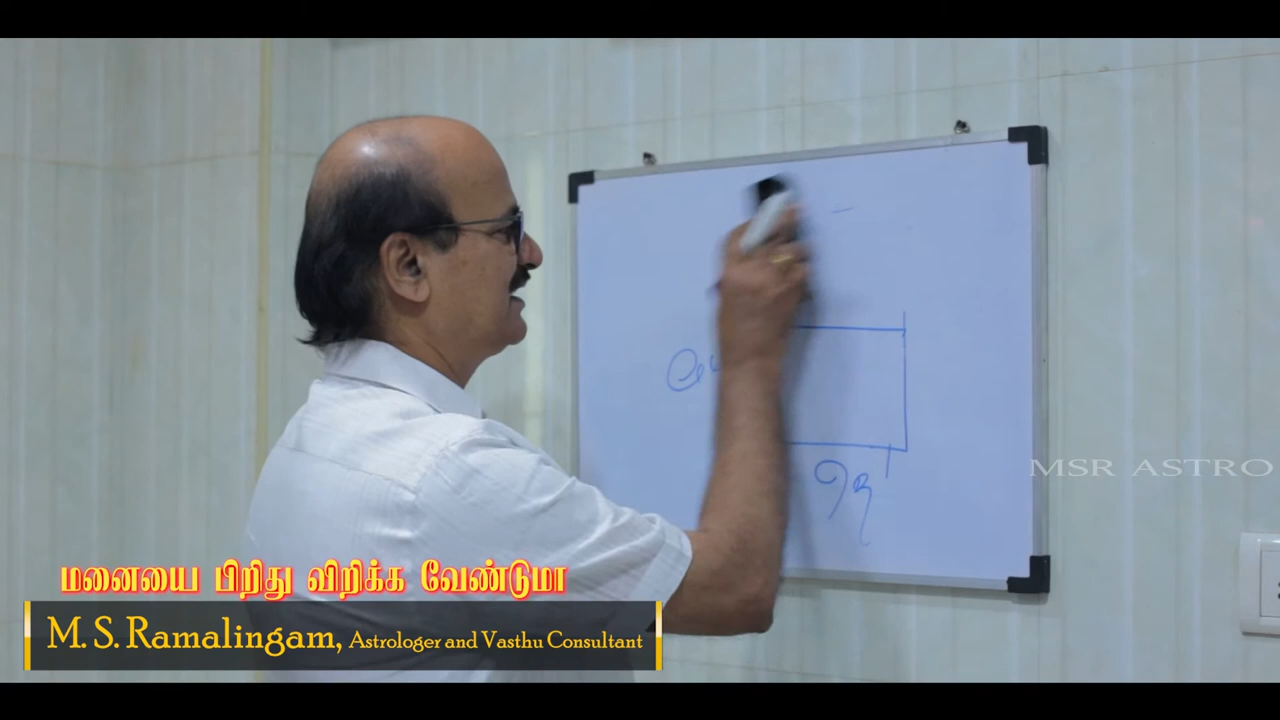 MSR ASTRO
மனையை பிறிது விறிக்க வேண்டுமா
M. S. Ramalingam, Astrologer and Vasthu Consultant